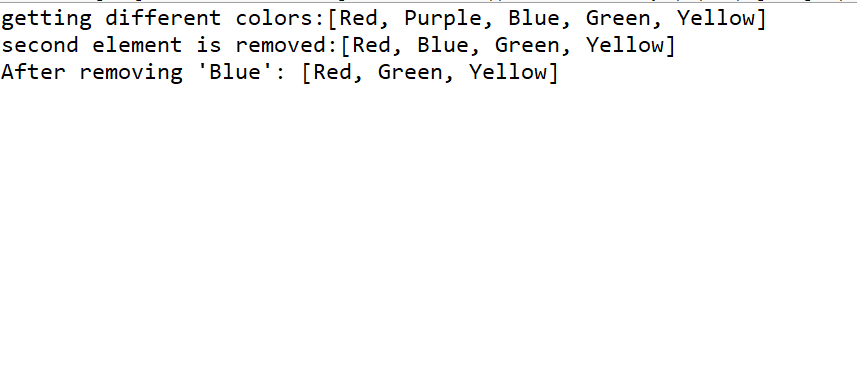 getting different colors:[Red, Purple, Blue, Green, Yellow]
second element is removed:[Red, Blue, Green, Yellow]
After removing 'Blue': [Red, Green, Yellow]